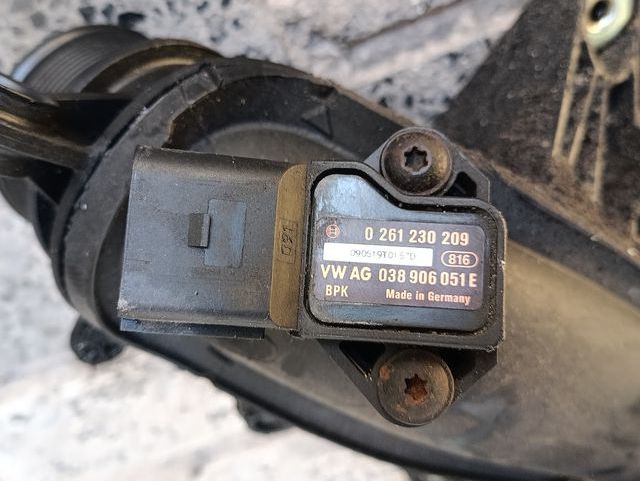 0 261 230 209
816
VW AG 038 906 051 E
BPK Made in Germany